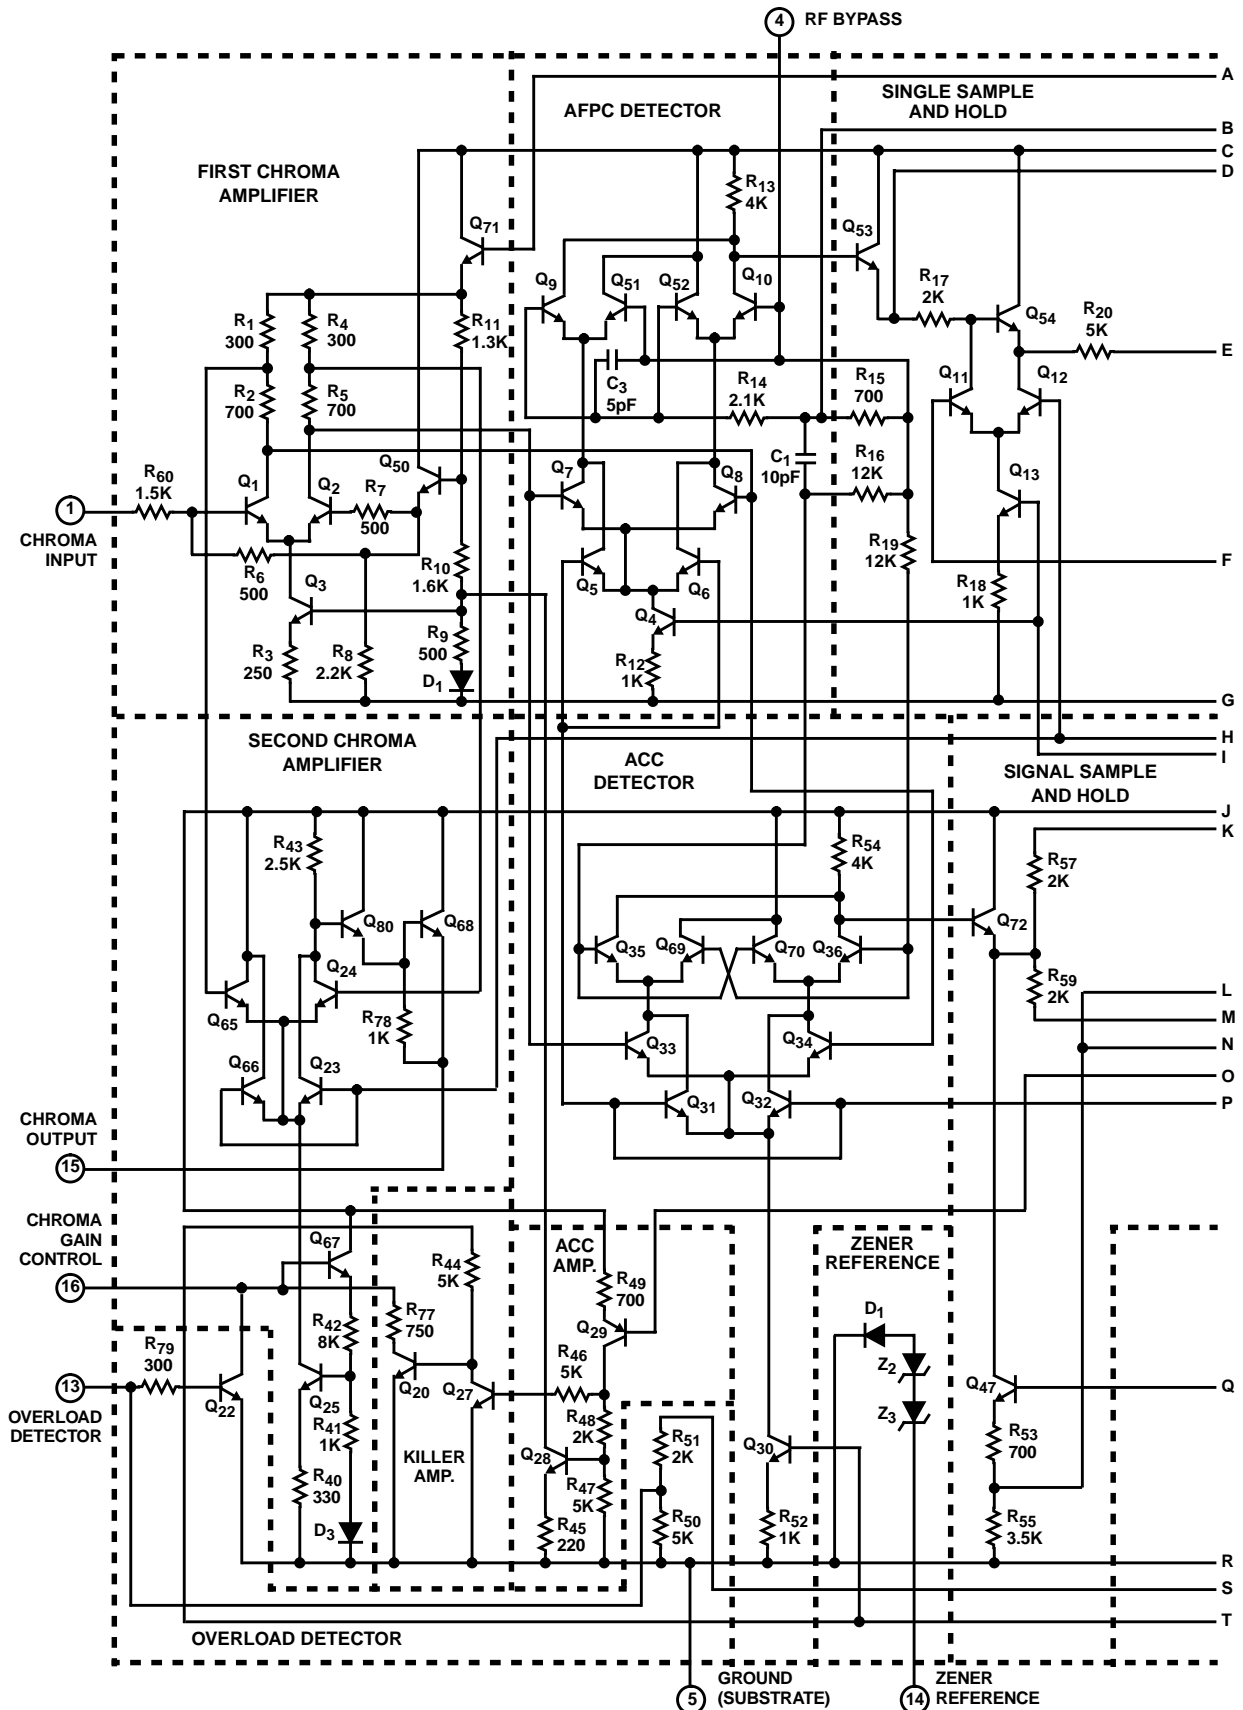 4 RF BYPASS
A
AFPC DETECTOR
SINGLE SAMPLE
AND HOLD
B
C
D
FIRST CHROMA
AMPLIFIER
R13
4K
Q71
Q53
Q9
Q51
Q52
Q10
R17
2K
Q54
R20
5K
R1
300
R4
300
R11
1.3K
E
C3
5pF
R14
2.1K
R15
700
Q11
Q12
R2
700
R5
700
R60
1.5K
Q1
Q2
R7
500
Q50
Q7
Q8
C1
10pF
R16
12K
Q13
1
CHROMA
INPUT
R6
500
Q3
R10
1.6K
Q5
Q6
R19
12K
F
R18
1K
Q4
R3
250
R8
2.2K
R9
500
R12
1K
D1
G
SECOND CHROMA
AMPLIFIER
ACC
DETECTOR
H
I
SIGNAL SAMPLE
AND HOLD
J
K
R43
2.5K
R54
4K
R57
2K
Q80
Q68
Q35
Q69
Q70
Q36
Q72
Q24
R59
2K
L
Q65
R78
1K
M
Q33
Q34
N
Q66
Q23
O
Q31
Q32
P
CHROMA
OUTPUT
15
CHROMA
GAIN
CONTROL
16
Q67
R44
5K
ACC
AMP.
ZENER
REFERENCE
R49
700
R77
750
R42
8K
Q29
D1
R79
300
R46
5K
Z2
13
OVERLOAD
DETECTOR
Q22
Q25
Q20
Q27
Z3
Q47
Q
R41
1K
R48
2K
R51
2K
R53
700
KILLER
AMP.
Q28
Q30
R40
330
R47
5K
D3
R45
220
R50
5K
R52
1K
R55
3.5K
R
S
T
OVERLOAD DETECTOR
5
GROUND
(SUBSTRATE)
14
ZENER
REFERENCE